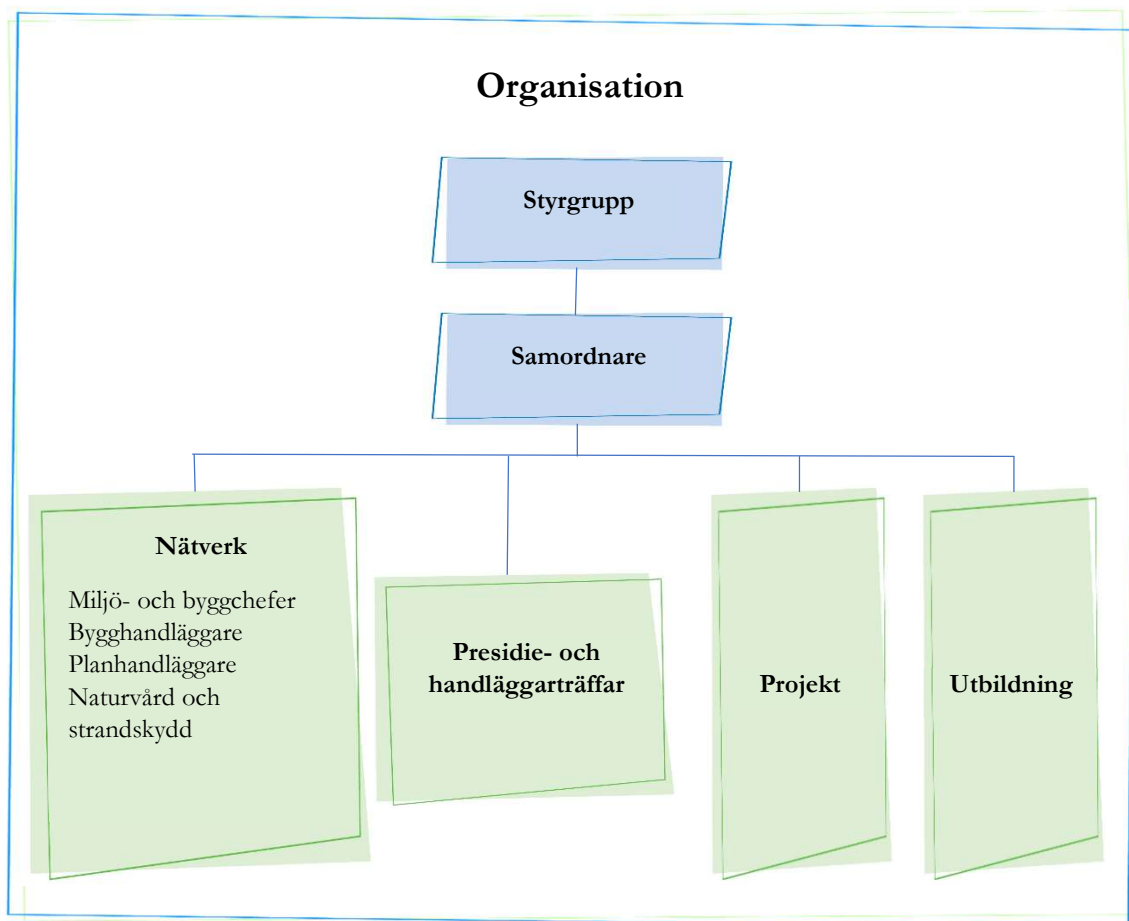 Organisation
Styrgrupp
Samordnare
Nätverk
Miljö- och byggchefer
Bygghandläggare
Planhandläggare
Naturvård och
strandskydd
Presidie- och
handläggarträffar
Projekt
Utbildning